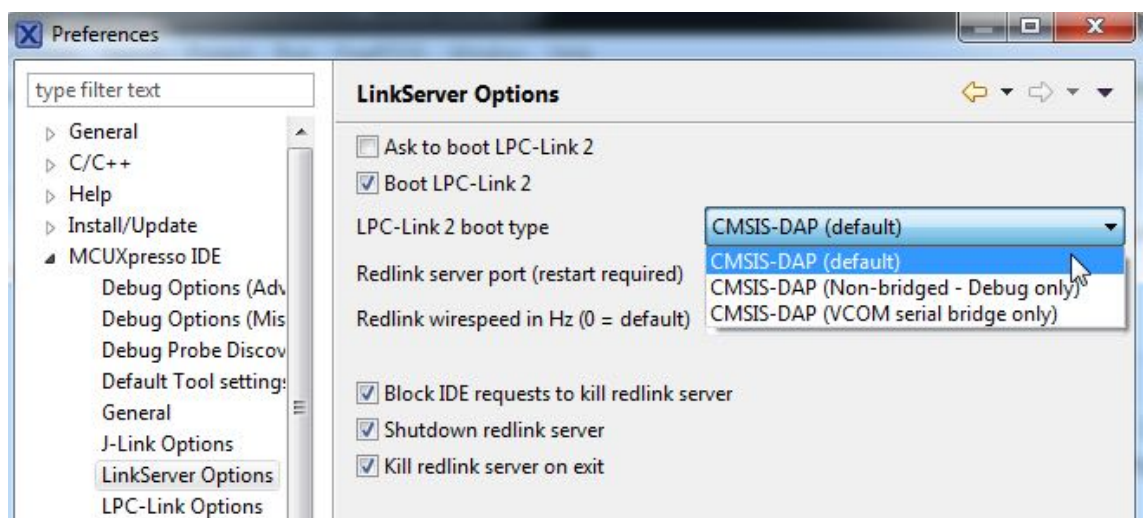 Preferences
type filter text
General
C/C++
Help
Install/Update
MCUXpresso IDE
Debug Options (Adv
Debug Options (Mis
Debug Probe Discov
Default Tool settings
General
J-Link Options
LinkServer Options
LPC-Link Options
LinkServer Options
Ask to boot LPC-Link 2
Boot LPC-Link 2
LPC-Link 2 boot type
CMSIS-DAP (default)
CMSIS-DAP (default)
CMSIS-DAP (Non-bridged - Debug only)
CMSIS-DAP (VCOM serial bridge only)
Redlink server port (restart required)
Redlink wirespeed in Hz (0 = default)
Block IDE requests to kill redlink server
Shutdown redlink server
Kill redlink server on exit